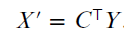 X′ = C⊤Y.